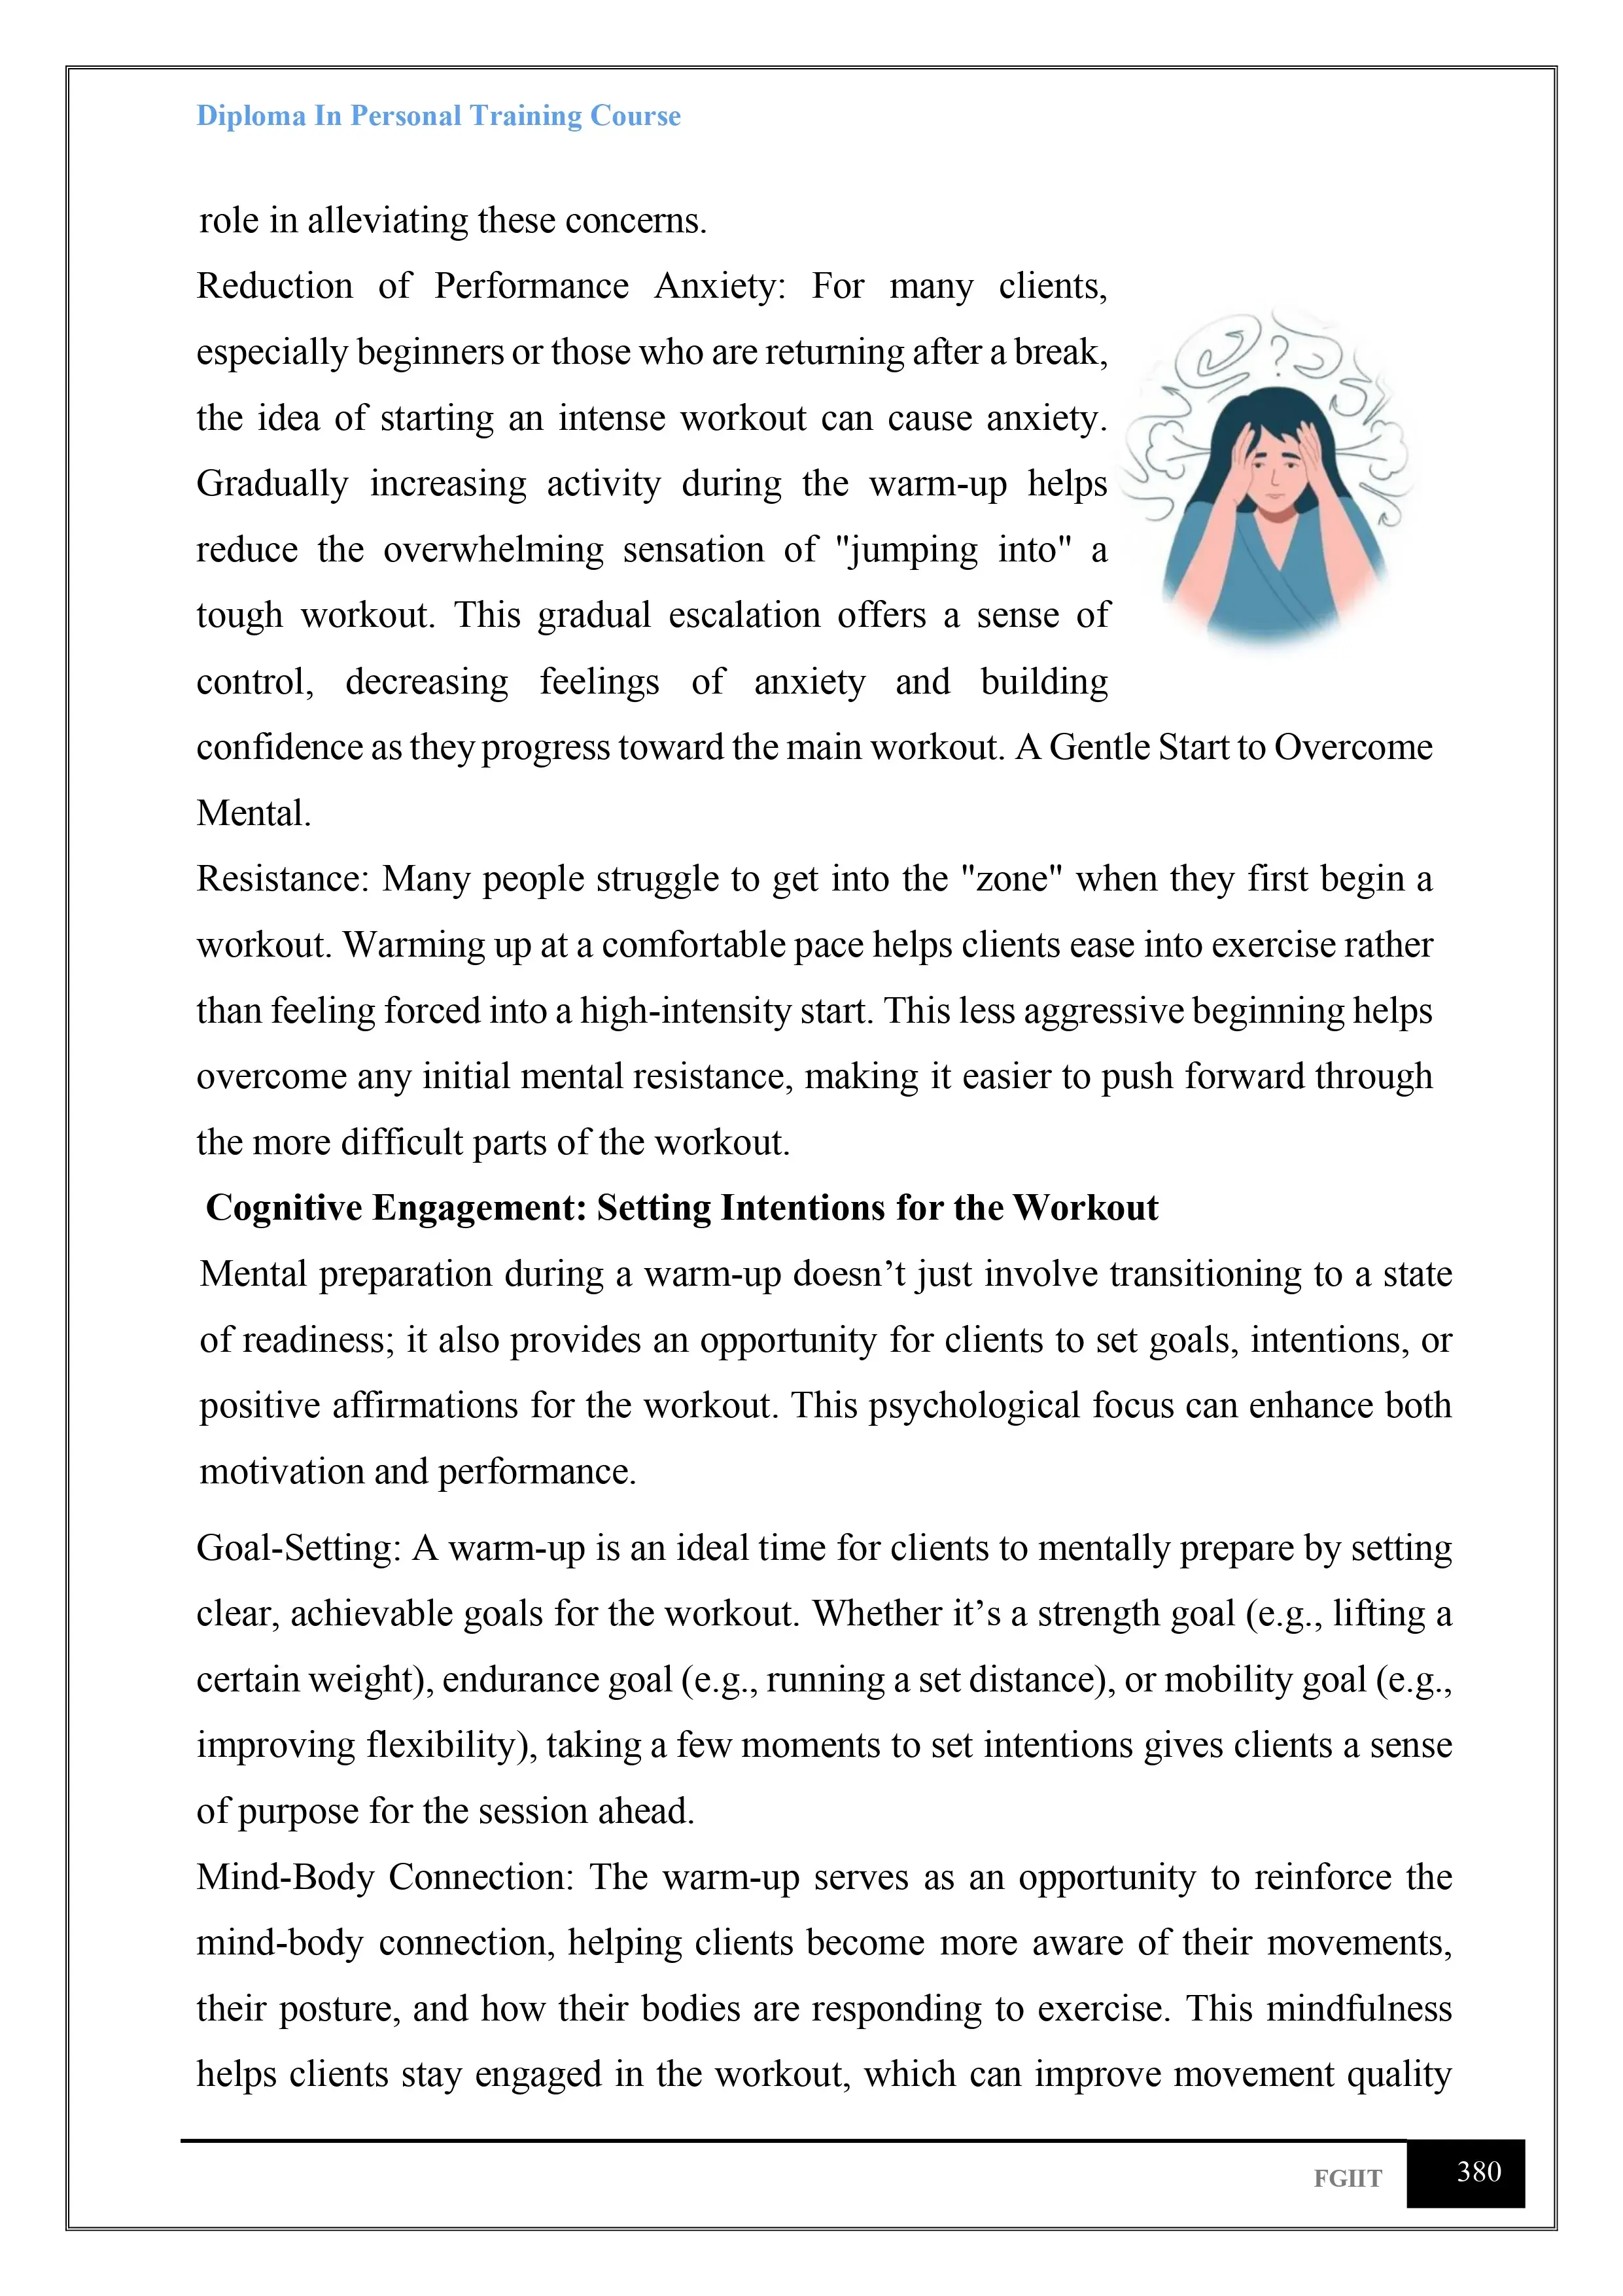 Diploma In Personal Training Course
role in alleviating these concerns.
Reduction of Performance Anxiety: For many clients,
especially beginners or those who are returning after a break,
the idea of starting an intense workout can cause anxiety.
Gradually increasing activity during the warm-up helps
reduce the overwhelming sensation of "jumping into" a
tough workout. This gradual escalation offers a sense of
control, decreasing feelings of anxiety and building
confidence as they progress toward the main workout. A Gentle Start to Overcome
Mental.
Resistance: Many people struggle to get into the "zone" when they first begin a
workout. Warming up at a comfortable pace helps clients ease into exercise rather
than feeling forced into a high-intensity start. This less aggressive beginning helps
overcome any initial mental resistance, making it easier to push forward through
the more difficult parts of the workout.
Cognitive Engagement: Setting Intentions for the Workout
Mental preparation during a warm-up doesn’t just involve transitioning to a state
of readiness; it also provides an opportunity for clients to set goals, intentions, or
positive affirmations for the workout. This psychological focus can enhance both
motivation and performance.
Goal-Setting: A warm-up is an ideal time for clients to mentally prepare by setting
clear, achievable goals for the workout. Whether it’s a strength goal (e.g., lifting a
certain weight), endurance goal (e.g., running a set distance), or mobility goal (e.g.,
improving flexibility), taking a few moments to set intentions gives clients a sense
of purpose for the session ahead.
Mind-Body Connection: The warm-up serves as an opportunity to reinforce the
mind-body connection, helping clients become more aware of their movements,
their posture, and how their bodies are responding to exercise. This mindfulness
helps clients stay engaged in the workout, which can improve movement quality
FGIIT 380